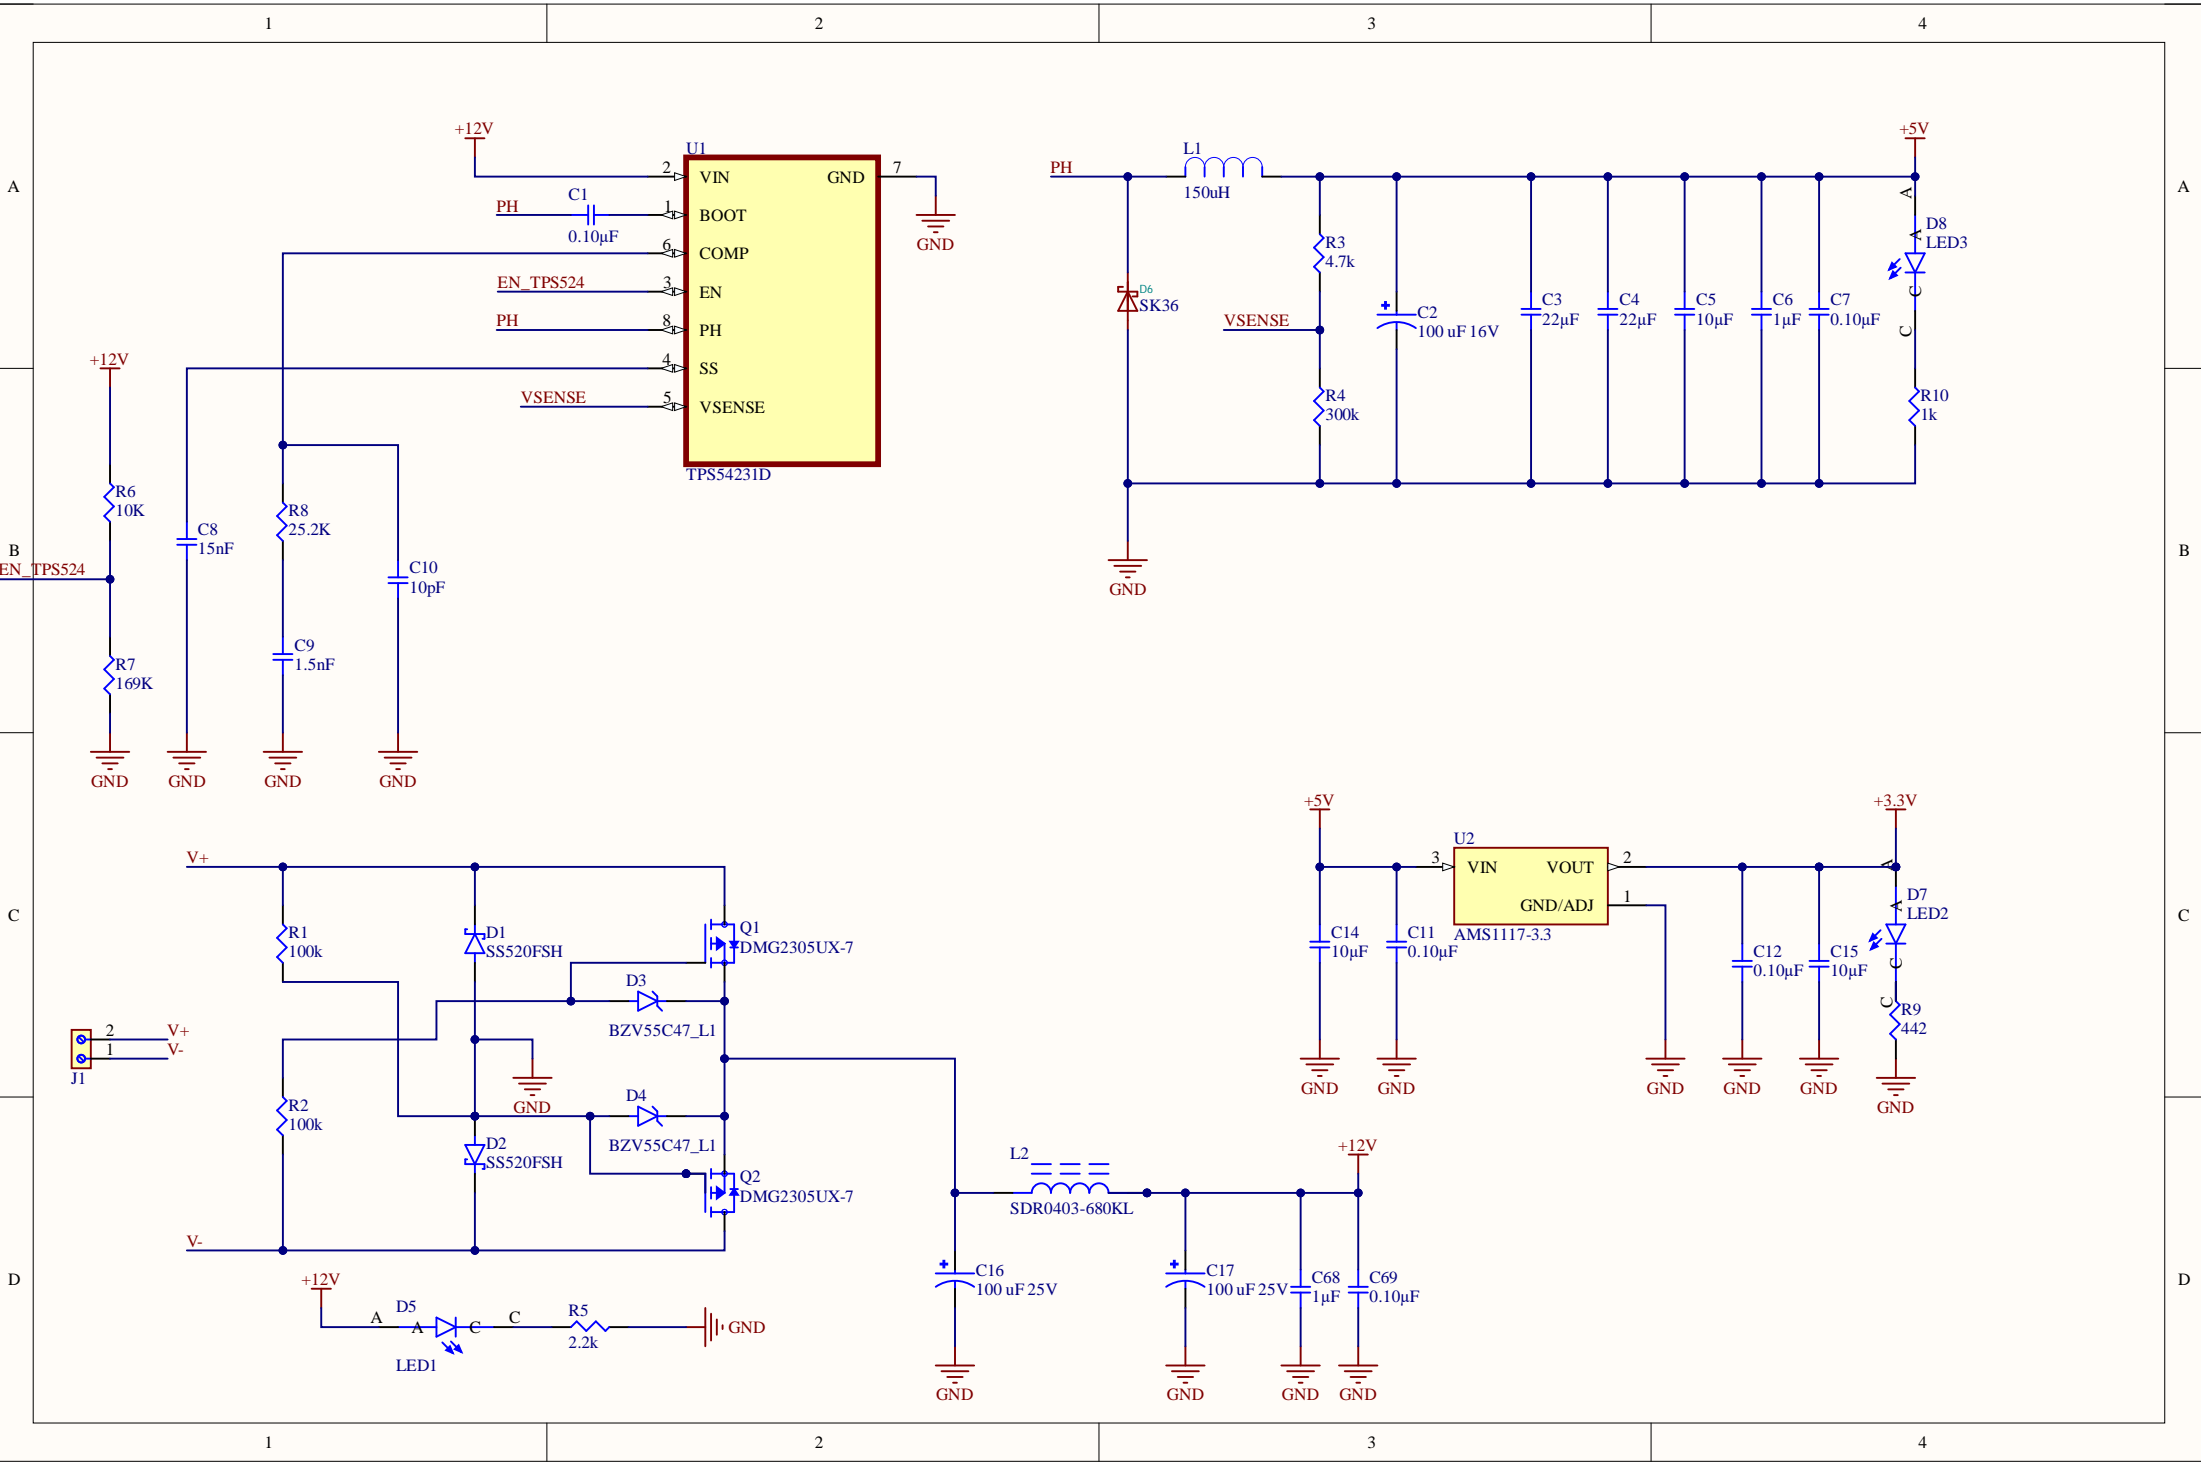 1 2 3 4
A A
+12V
U1
2 VIN
GND 7
GND
C1
PH
0.10µF
1 BOOT
6 COMP
EN_TPS524
3 EN
PH
8 PH
4 SS
VSENSE
5 VSENSE
TPS54231D
PH
L1
150uH
+5V
D6
SK36
R3
4.7k
VSENSE
R4
300k
C2
100 uF 16V
C3
22µF
C4
22µF
C5
10µF
C6
1µF
C7
0.10µF
A
A
D8
LED3
C
C
R10
1k
GND
B B
+12V
R6
10K
EN_TPS524
R7
169K
C8
15nF
R8
25.2K
C9
1.5nF
C10
10pF
GND
GND
GND
GND
C C
V+
R1
100k
D1
SS520FSH
Q1
DMG2305UX-7
D3
BZV55C47_L1
2 V+
1 V-
J1
GND
R2
100k
D4
BZV55C47_L1
D2
SS520FSH
Q2
DMG2305UX-7
V-
+5V
U2
3 VIN
VOUT 2
GND/ADJ 1
AMS1117-3.3
C14
10µF
C11
0.10µF
C12
0.10µF
C15
10µF
+3.3V
A
A
D7
LED2
C
C
R9
442
GND
GND
GND
GND
GND
GND
D D
+12V
D5
A
A
C
C
LED1
R5
2.2k
GND
L2
SDR0403-680KL
+12V
C16
100 uF 25V
C17
100 uF 25V
C68
1µF
C69
0.10µF
GND
GND
GND
GND
1 2 3 4